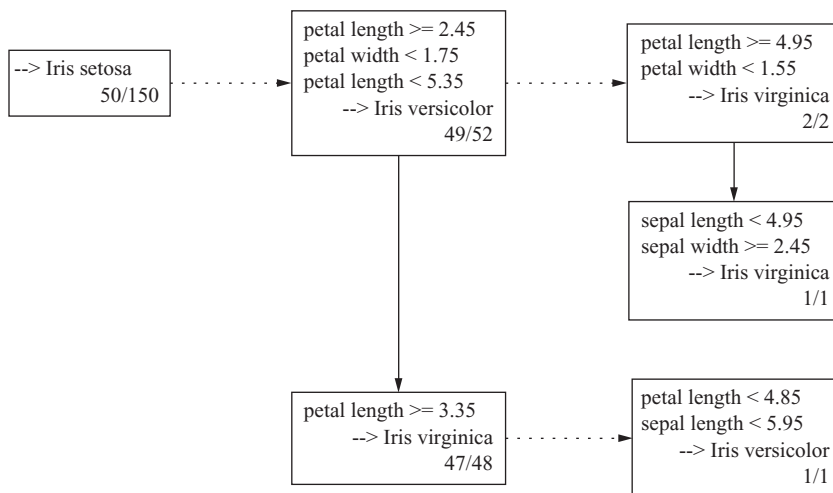 --> Iris setosa
50/150
petal length >= 2.45
petal width < 1.75
petal length < 5.35
--> Iris versicolor
49/52
petal length >= 4.95
petal width < 1.55
--> Iris virginica
2/2
sepal length < 4.95
sepal width >= 2.45
--> Iris virginica
1/1
petal length >= 3.35
--> Iris virginica
47/48
petal length < 4.85
sepal length < 5.95
--> Iris versicolor
1/1